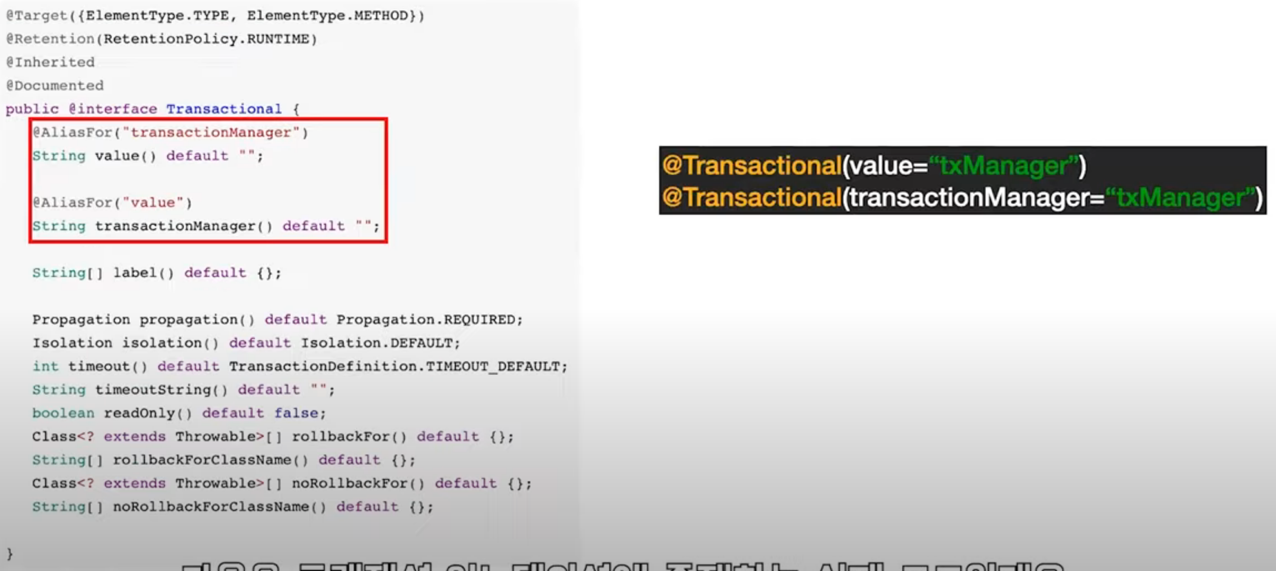 @Target({ElementType.TYPE, ElementType.METHOD})
@Retention(RetentionPolicy.RUNTIME)
@Inherited
@Documented
public @interface Transactional {
@AliasFor("transactionManager")
String value() default "";
@AliasFor("value")
String transactionManager() default "";
String[] label() default {};
Propagation propagation() default Propagation.REQUIRED;
Isolation isolation() default Isolation.DEFAULT;
int timeout() default TransactionDefinition.TIMEOUT_DEFAULT;
String timeoutString() default "";
boolean readOnly() default false;
Class<? extends Throwable>[] rollbackFor() default {};
String[] rollbackForClassName() default {};
Class<? extends Throwable>[] noRollbackFor() default {};
String[] noRollbackForClassName() default {};
}
@Transactional(value=“txManager”)
@Transactional(transactionManager=“txManager”)